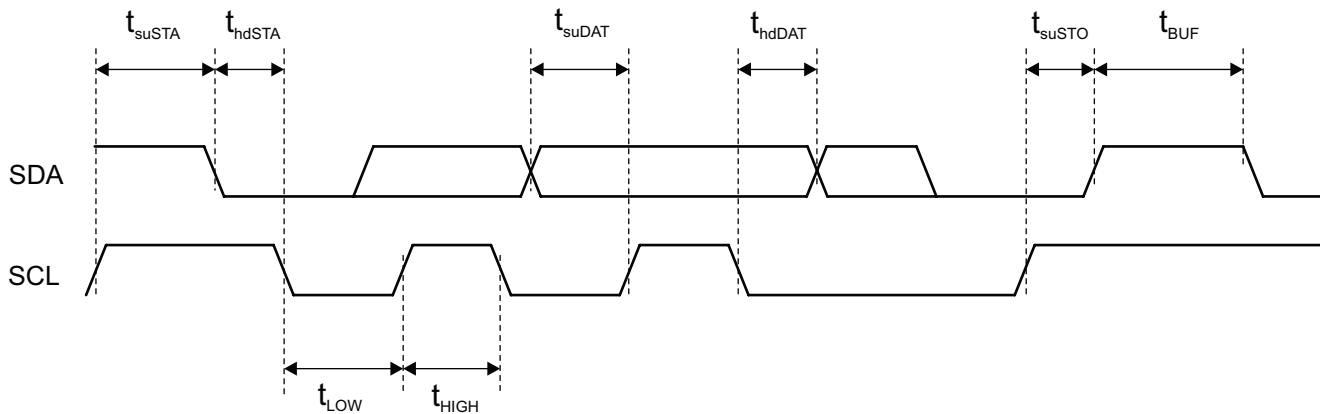 tsuSTA thdSTA tsuDAT thdDAT tsuSTO tBUF
SDA
SCL
tLOW tHIGH